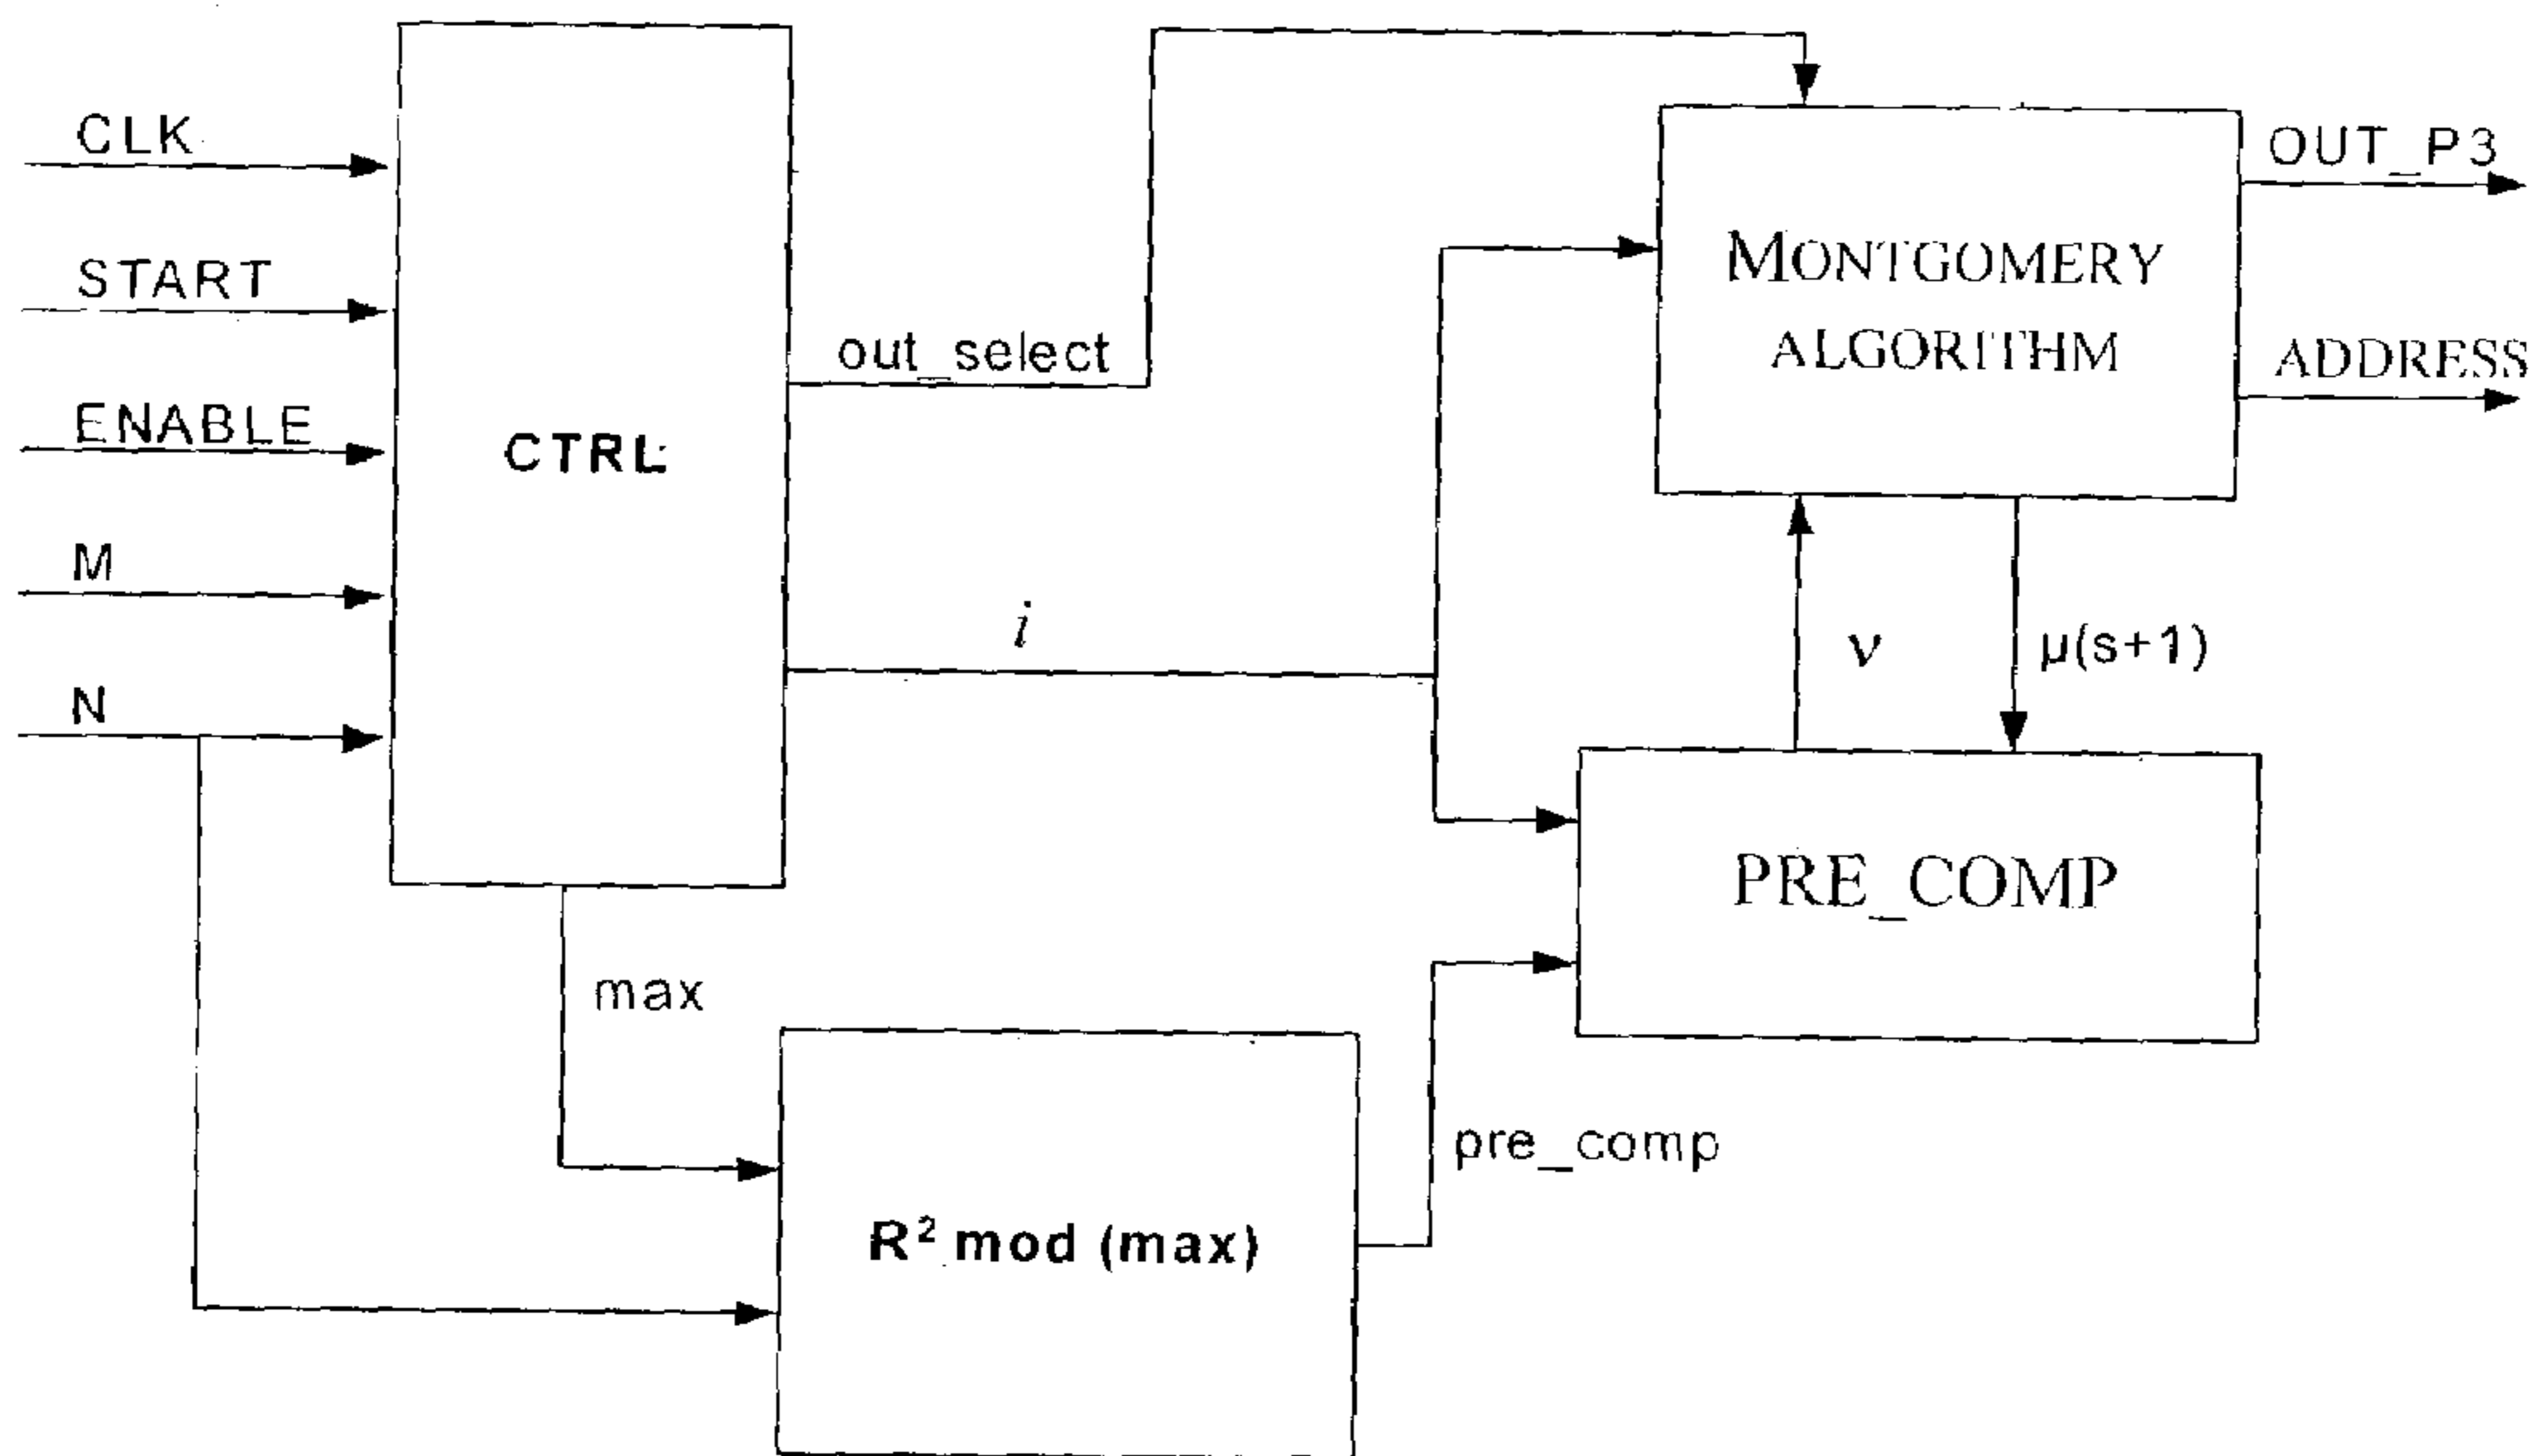 CLK
START
ENABLE
M
N
CTRL
out_select
i
max
R² mod (max)
pre_comp
MONTGOMERY
ALGORITHM
OUT_P3
ADDRESS
ν
μ(s+1)
PRE_COMP